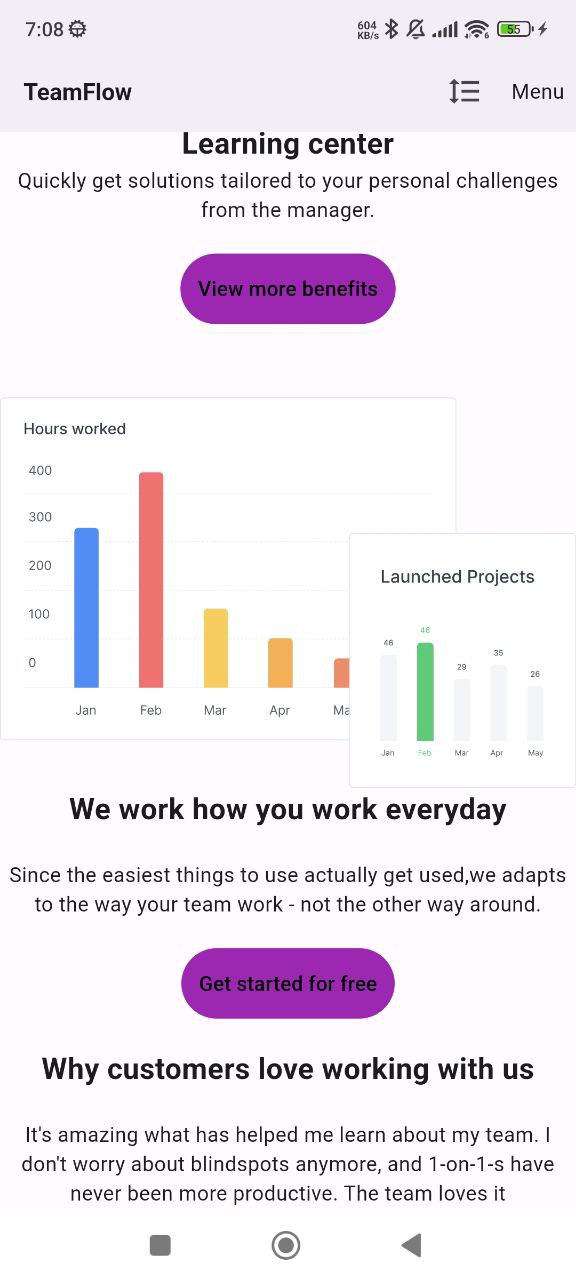 7:08
604
KB/s
6
55
TeamFlow
Menu
Learning center
Quickly get solutions tailored to your personal challenges
from the manager.
View more benefits
Hours worked
400
300
200
100
0
Jan Feb Mar Apr Ma
Launched Projects
46 46 29 35 26
Jan Feb Mar Apr May
We work how you work everyday
Since the easiest things to use actually get used,we adapts
to the way your team work - not the other way around.
Get started for free
Why customers love working with us
It's amazing what has helped me learn about my team. I
don't worry about blindspots anymore, and 1-on-1-s have
never been more productive. The team loves it